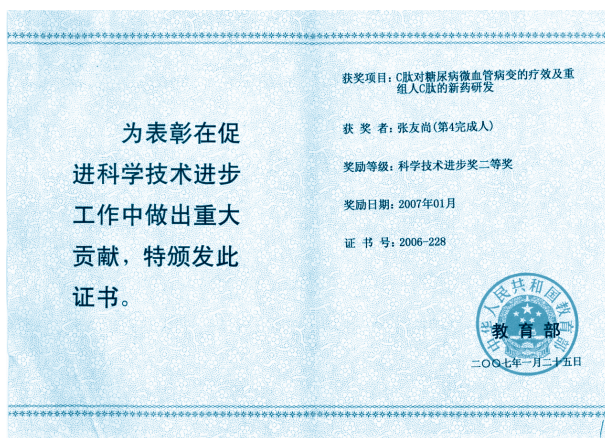 为表彰在促
进科学技术进步
工作中做出重大
贡献，特颁发此
证书。
获奖项目：C肽对糖尿病微血管病变的疗效及重
组人C肽的新药研发
获 奖 者：张友尚(第4完成人)
奖励等级：科学技术进步奖二等奖
奖励日期：2007年01月
证 书 号：2006-228
中华人民共和国教育部
教育部
二〇〇七年一月二十五日